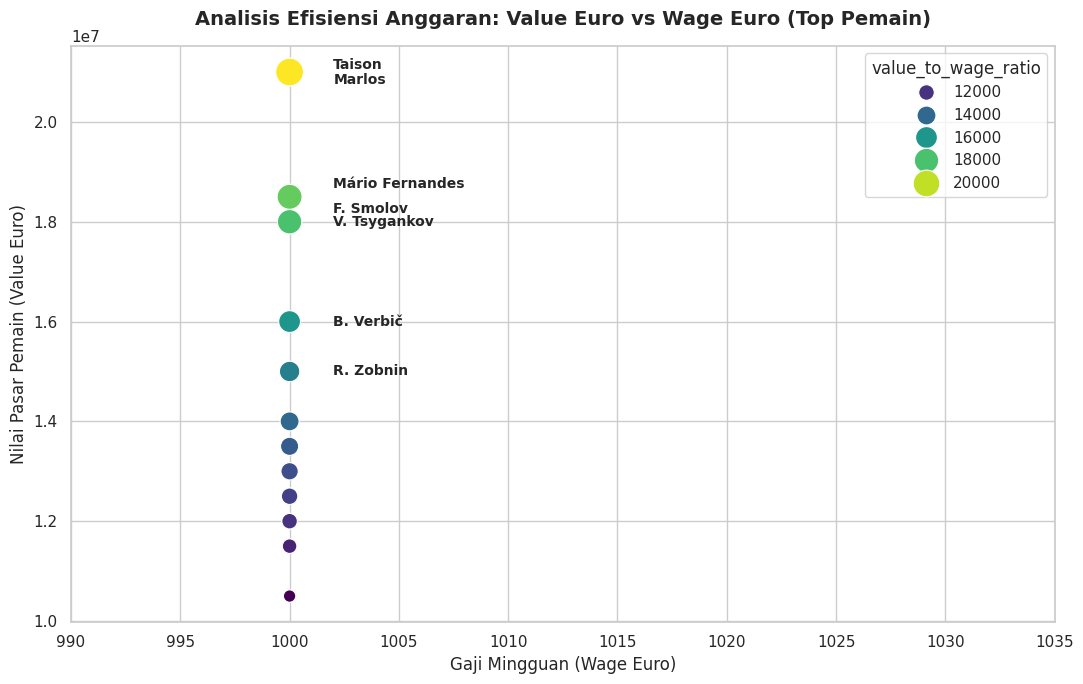 Analisis Efisiensi Anggaran: Value Euro vs Wage Euro (Top Pemain)
1e7
Taison
Marlos
value_to_wage_ratio
12000
14000
16000
18000
20000
2.0
Mário Fernandes
F. Smolov
1.8
V. Tsygankov
1.6
B. Verbič
R. Zobnin
1.4
1.2
1.0
Nilai Pasar Pemain (Value Euro)
990
995
1000
1005
1010
1015
1020
1025
1030
1035
Gaji Mingguan (Wage Euro)